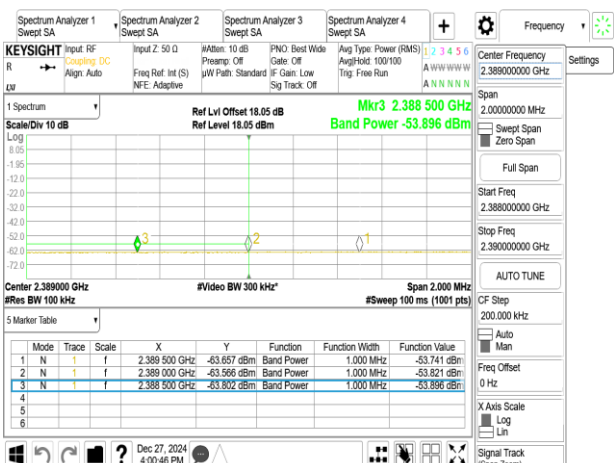 Spectrum Analyzer 1
Swept SA
Spectrum Analyzer 2
Swept SA
Spectrum Analyzer 3
Swept SA
Spectrum Analyzer 4
Swept SA
+
Frequency
KEYSIGHT
R
Input: RF
Coupling: DC
Align: Auto
Input Z: 50 Ω
Freq Ref: Int (S)
NFE: Adaptive
#Atten: 10 dB
Preamp: Off
µW Path: Standard
PNO: Best Wide
Gate: Off
IF Gain: Low
Sig Track: Off
Avg Type: Power (RMS)
Avg|Hold: 100/100
Trig: Free Run
1 2 3 4 5 6
A W W W W W
A N N N N N
1 Spectrum
Scale/Div 10 dB
Ref Lvl Offset 18.05 dB
Ref Level 18.05 dBm
Mkr3 2.388 500 GHz
Band Power -53.896 dBm
Log
8.05
-1.95
-12.0
-22.0
-32.0
-42.0
-52.0
-62.0
-72.0
3
2
1
Center 2.389000 GHz
#Res BW 100 kHz
#Video BW 300 kHz*
Span 2.000 MHz
#Sweep 100 ms (1001 pts)
5 Marker Table
Mode Trace Scale X Y Function Function Width Function Value
1 N 1 f 2.389 500 GHz -63.657 dBm Band Power 1.000 MHz -53.741 dBm
2 N 1 f 2.389 000 GHz -63.566 dBm Band Power 1.000 MHz -53.821 dBm
3 N 1 f 2.388 500 GHz -63.802 dBm Band Power 1.000 MHz -53.896 dBm
4
5
6
?
Dec 27, 2024
4:00:46 PM
Center Frequency
2.389000000 GHz
Settings
Span
2.00000000 MHz
Swept Span
Zero Span
Full Span
Start Freq
2.388000000 GHz
Stop Freq
2.390000000 GHz
AUTO TUNE
CF Step
200.000 kHz
Auto
Man
Freq Offset
0 Hz
X Axis Scale
Log
Lin
Signal Track